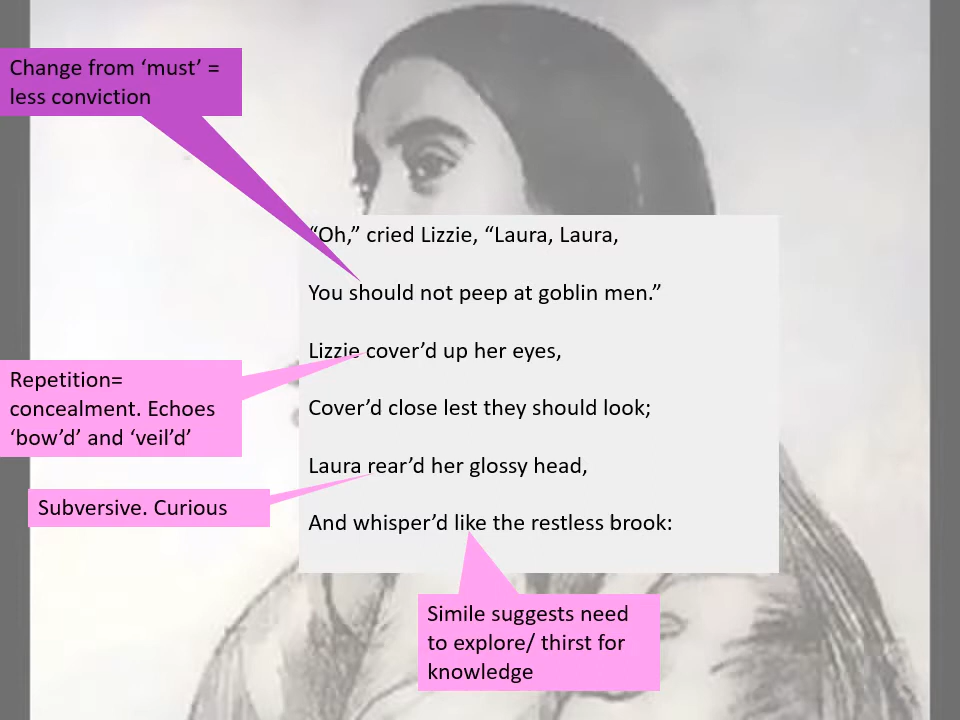 Change from ‘must’ =
less conviction
“Oh,” cried Lizzie, “Laura, Laura,
You should not peep at goblin men.”
Lizzie cover’d up her eyes,
Cover’d close lest they should look;
Laura rear’d her glossy head,
And whisper’d like the restless brook:
Repetition=
concealment. Echoes
‘bow’d’ and ‘veil’d’
Subversive. Curious
Simile suggests need
to explore/ thirst for
knowledge